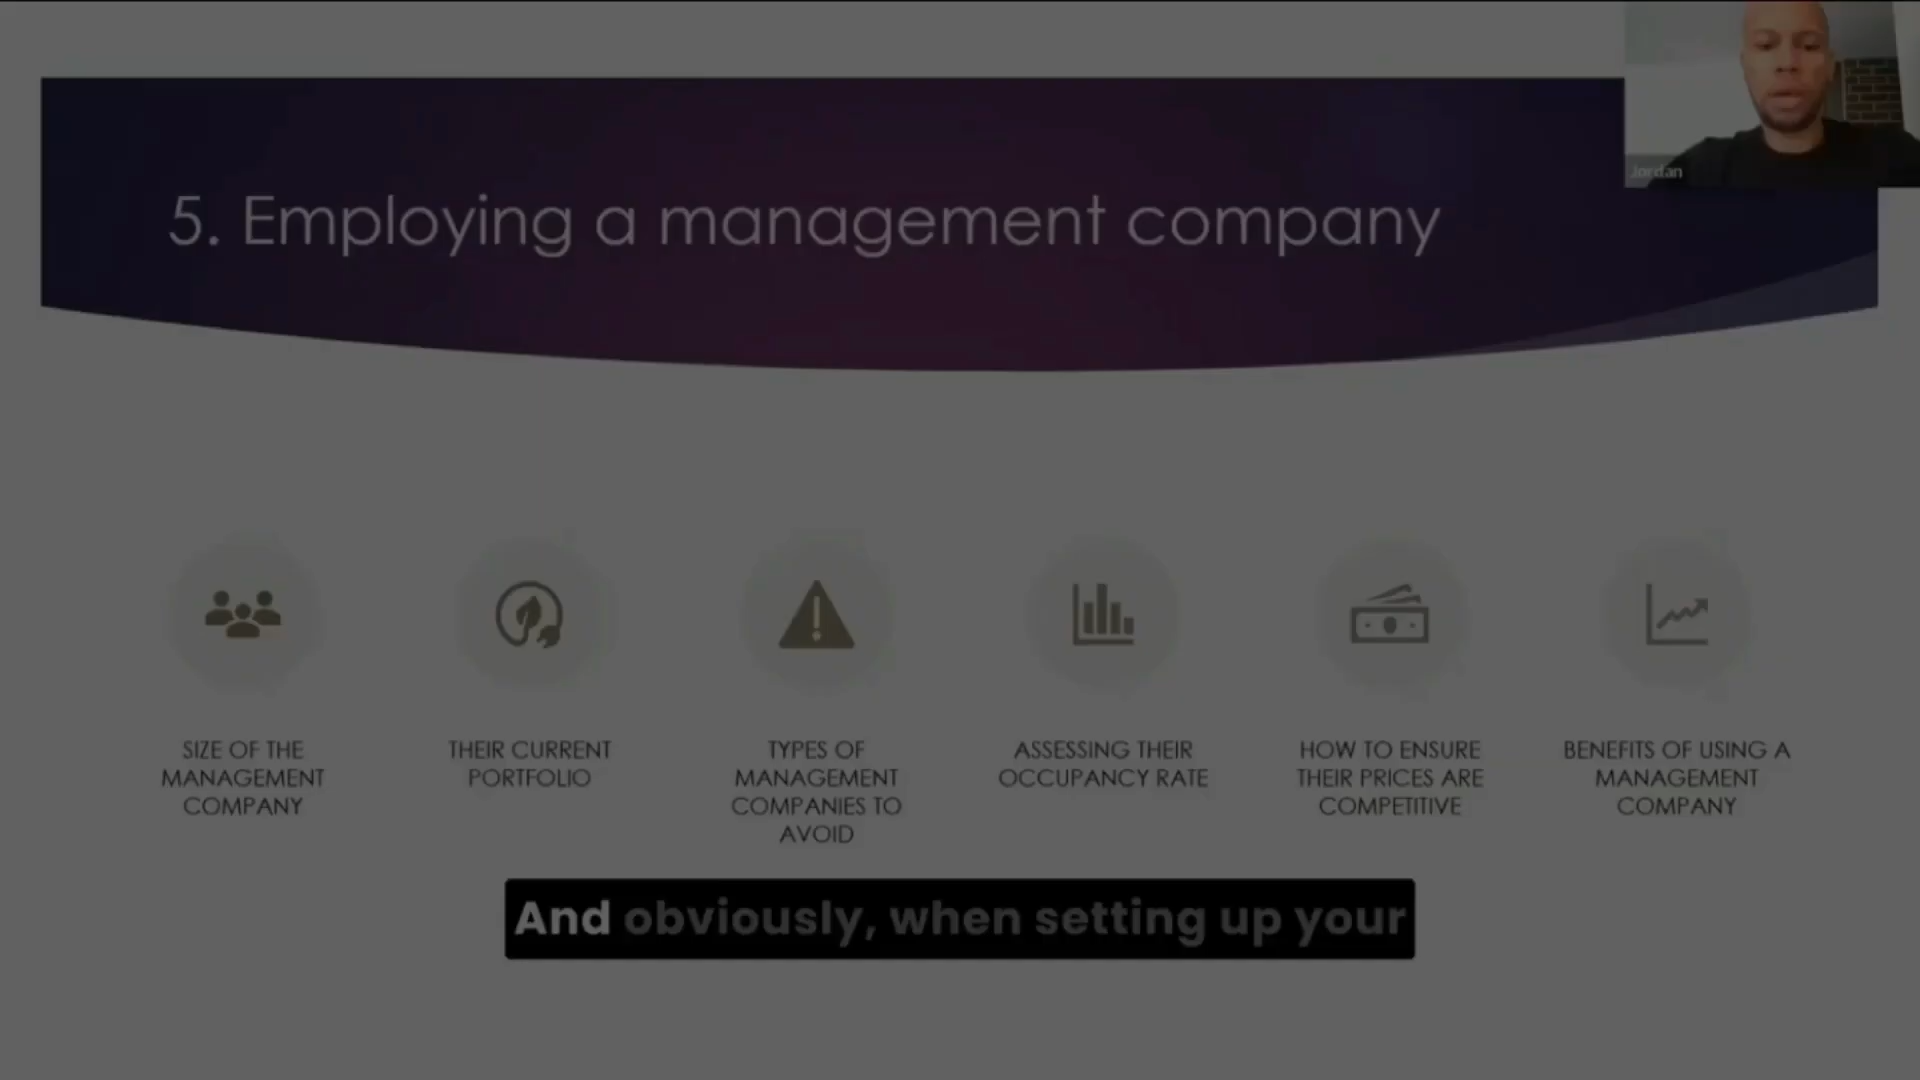 Jordan
5. Employing a management company
SIZE OF THE
MANAGEMENT
COMPANY
THEIR CURRENT
PORTFOLIO
TYPES OF
MANAGEMENT
COMPANIES TO
AVOID
ASSESSING THEIR
OCCUPANCY RATE
HOW TO ENSURE
THEIR PRICES ARE
COMPETITIVE
BENEFITS OF USING A
MANAGEMENT
COMPANY
And obviously, when setting up your